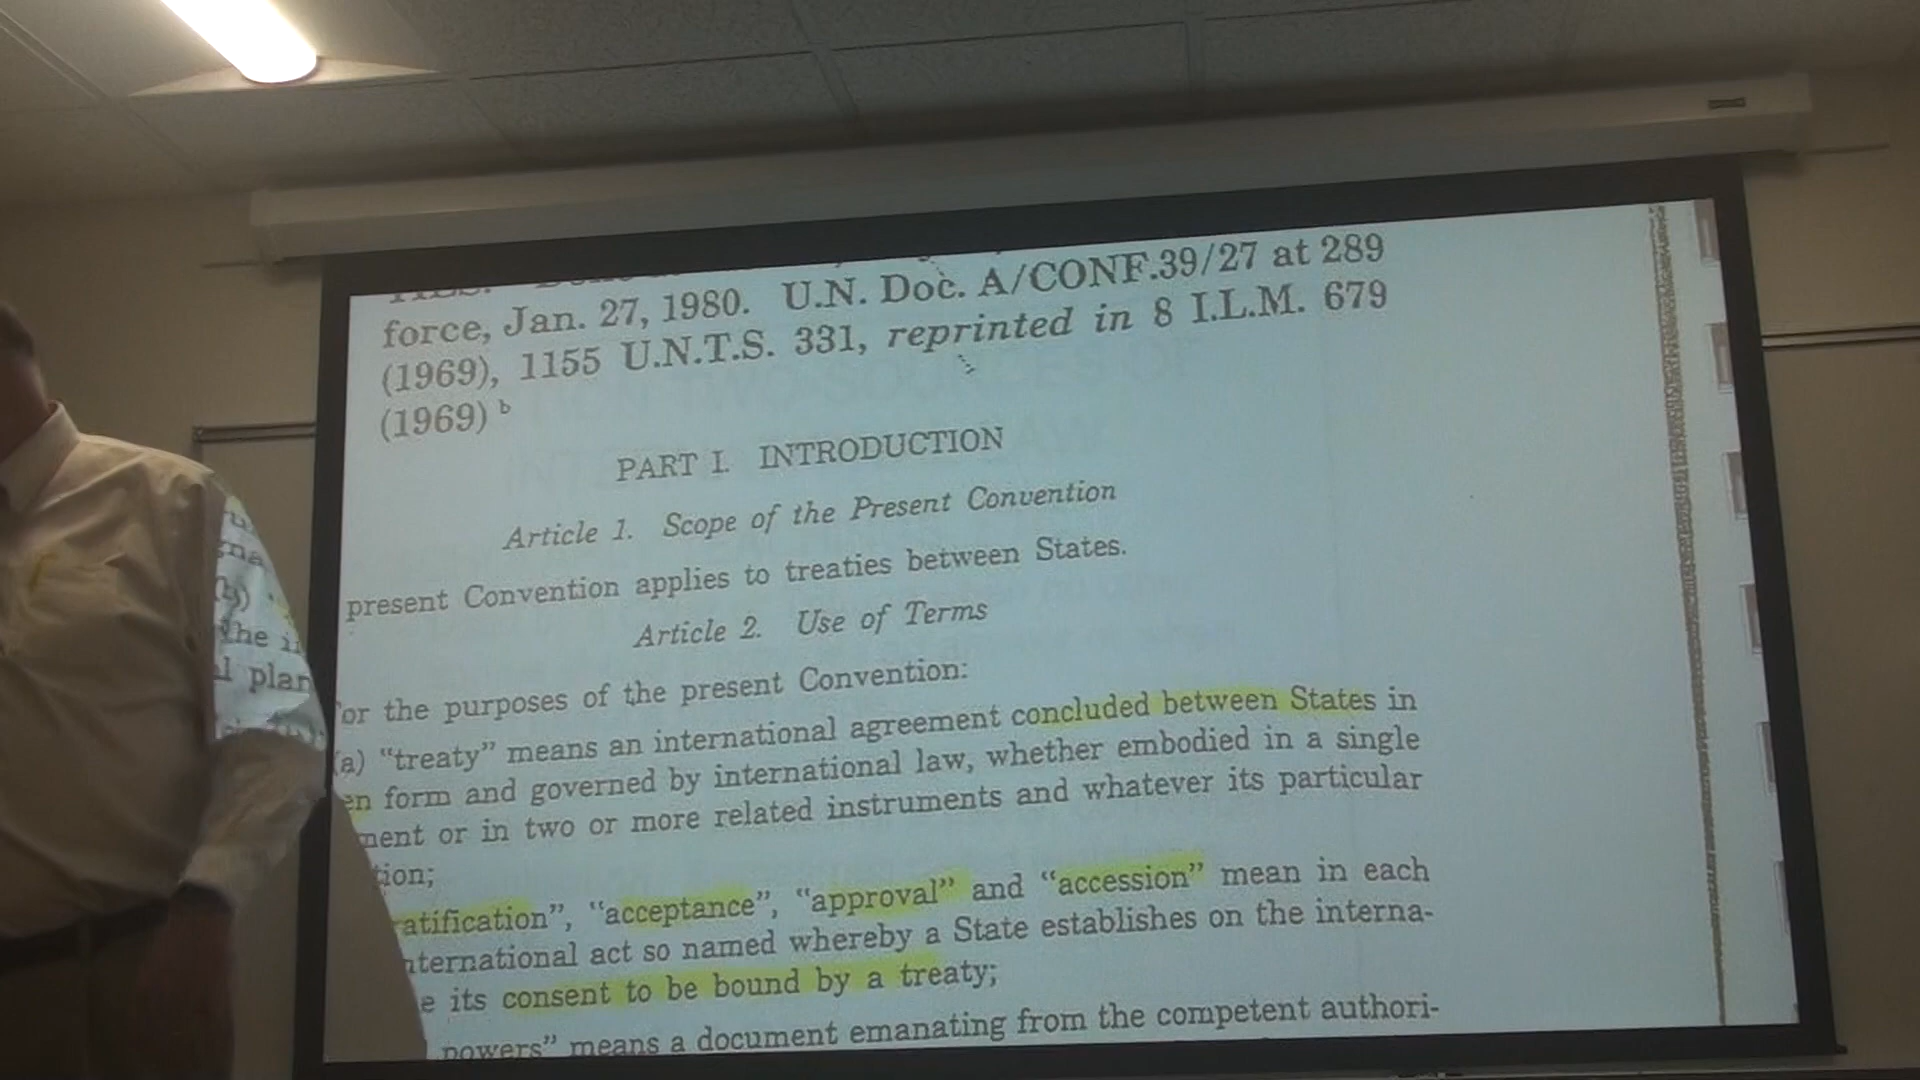 force, Jan. 27, 1980. U.N. Doc. A/CONF.39/27 at 289
(1969), 1155 U.N.T.S. 331, reprinted in 8 I.L.M. 679
(1969) b
PART I. INTRODUCTION
Article 1. Scope of the Present Convention
present Convention applies to treaties between States.
Article 2. Use of Terms
or the purposes of the present Convention:
(a) “treaty” means an international agreement concluded between States in
en form and governed by international law, whether embodied in a single
ment or in two or more related instruments and whatever its particular
tion;
atification”, “acceptance”, “approval” and “accession” mean in each
nternational act so named whereby a State establishes on the interna-
e its consent to be bound by a treaty;
powers” means a document emanating from the competent authori-
(b)
the i
l plan